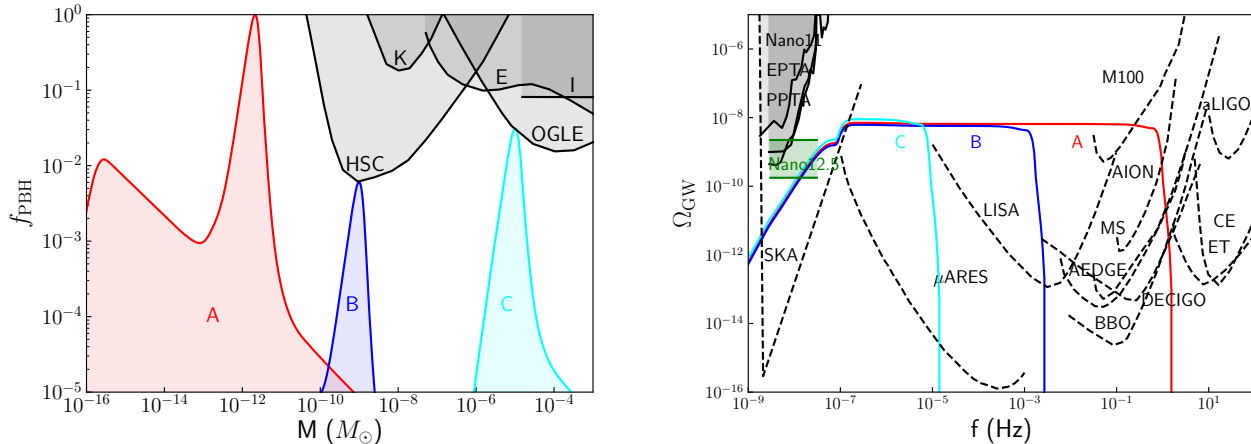 10^0
10^-1
10^-2
10^-3
10^-4
10^-5
f_PBH
10^-16
10^-14
10^-12
10^-10
10^-8
10^-6
10^-4
M (M_⊙)
K
E
I
HSC
OGLE
A
B
C
10^-6
10^-8
10^-10
10^-12
10^-14
10^-16
Ω_GW
10^-9
10^-7
10^-5
10^-3
10^-1
10^1
f (Hz)
Nano11
EPTA
PPTA
Nano12.5
SKA
C
B
A
M100
aLIGO
AION
LISA
MS
CE
ET
AEDGE
μARES
DECIGO
BBO